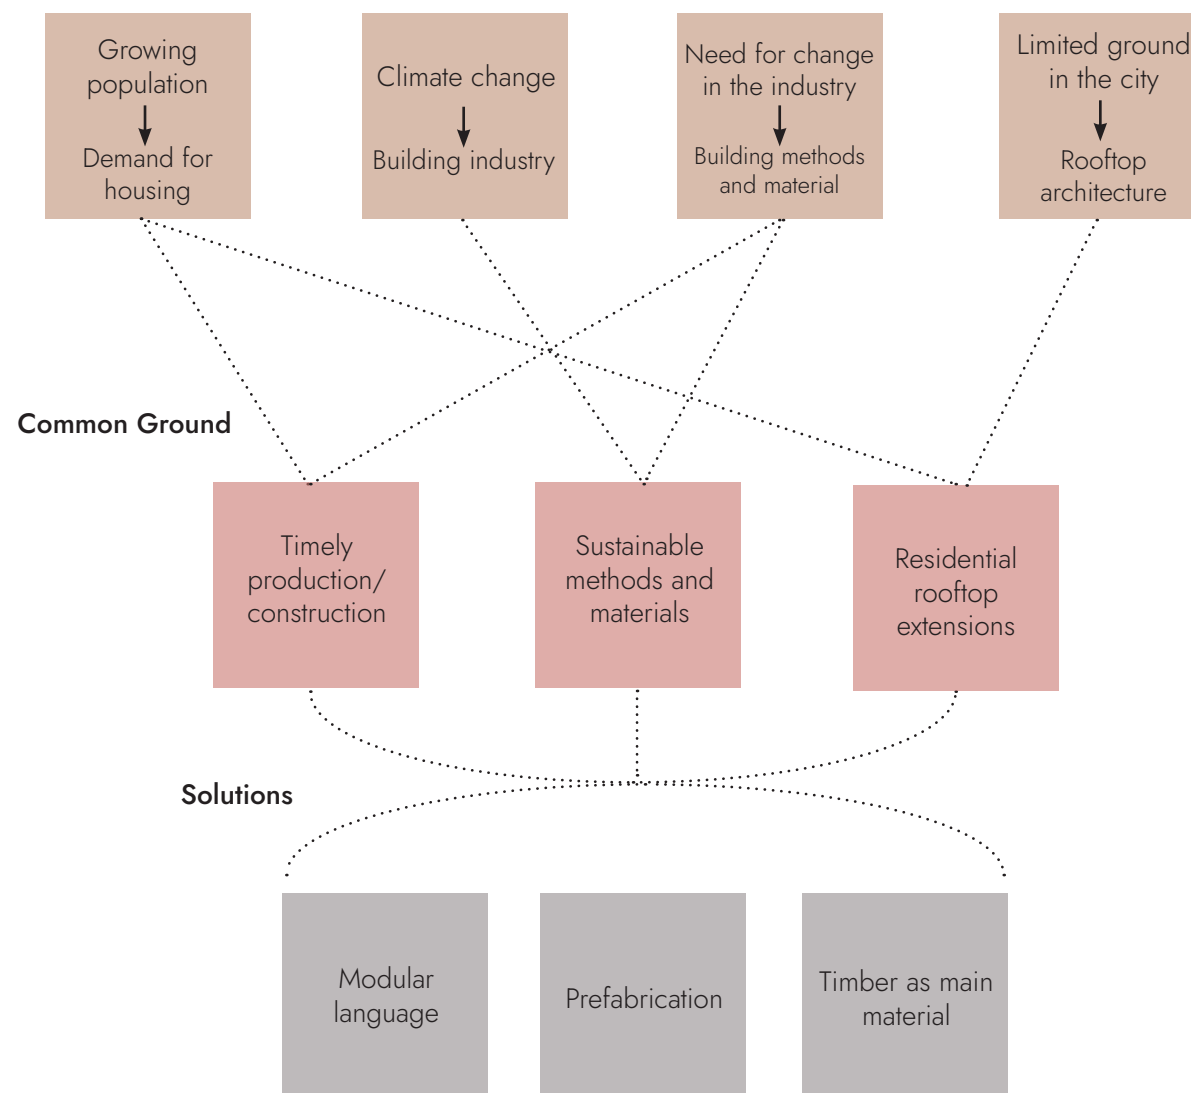 Growing
population
Demand for
housing
Climate change
Building industry
Need for change
in the industry
Building methods
and material
Limited ground
in the city
Rooftop
architecture
Common Ground
Timely
production/
construction
Sustainable
methods and
materials
Residential
rooftop
extensions
Solutions
Modular
language
Prefabrication
Timber as main
material